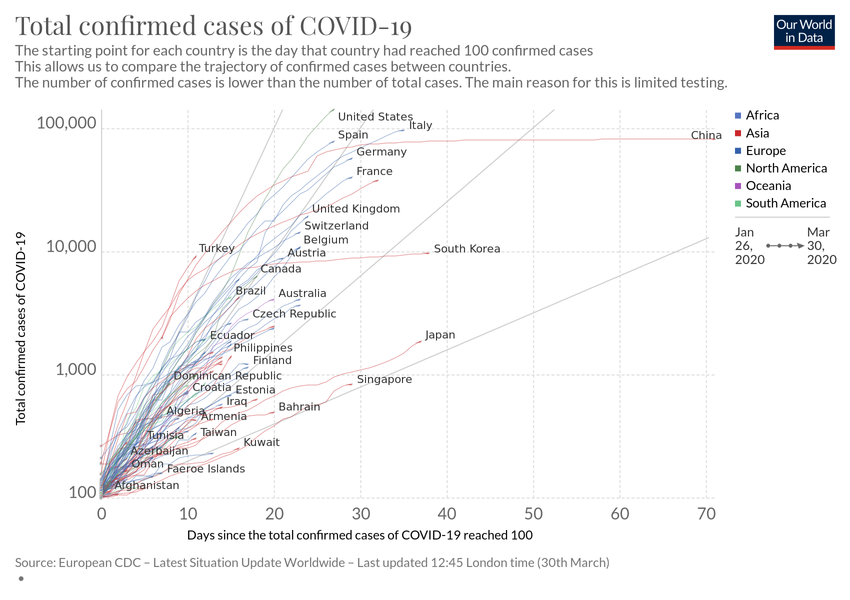 Total confirmed cases of COVID-19
Our World
in Data
The starting point for each country is the day that country had reached 100 confirmed cases
This allows us to compare the trajectory of confirmed cases between countries.
The number of confirmed cases is lower than the number of total cases. The main reason for this is limited testing.
100,000
10,000
1,000
100
Total confirmed cases of COVID-19
United States
Italy
Spain
China
Germany
France
United Kingdom
Switzerland
Belgium
Turkey
South Korea
Austria
Canada
Brazil
Australia
Czech Republic
Ecuador
Japan
Philippines
Finland
Dominican Republic
Singapore
Croatia
Estonia
Iraq
Bahrain
Algeria
Armenia
Tunisia
Taiwan
Kuwait
Azerbaijan
Oman
Faeroe Islands
Afghanistan
0
10
20
30
40
50
60
70
Days since the total confirmed cases of COVID-19 reached 100
Africa
Asia
Europe
North America
Oceania
South America
Jan
26,
2020
Mar
30,
2020
Source: European CDC – Latest Situation Update Worldwide – Last updated 12:45 London time (30th March)